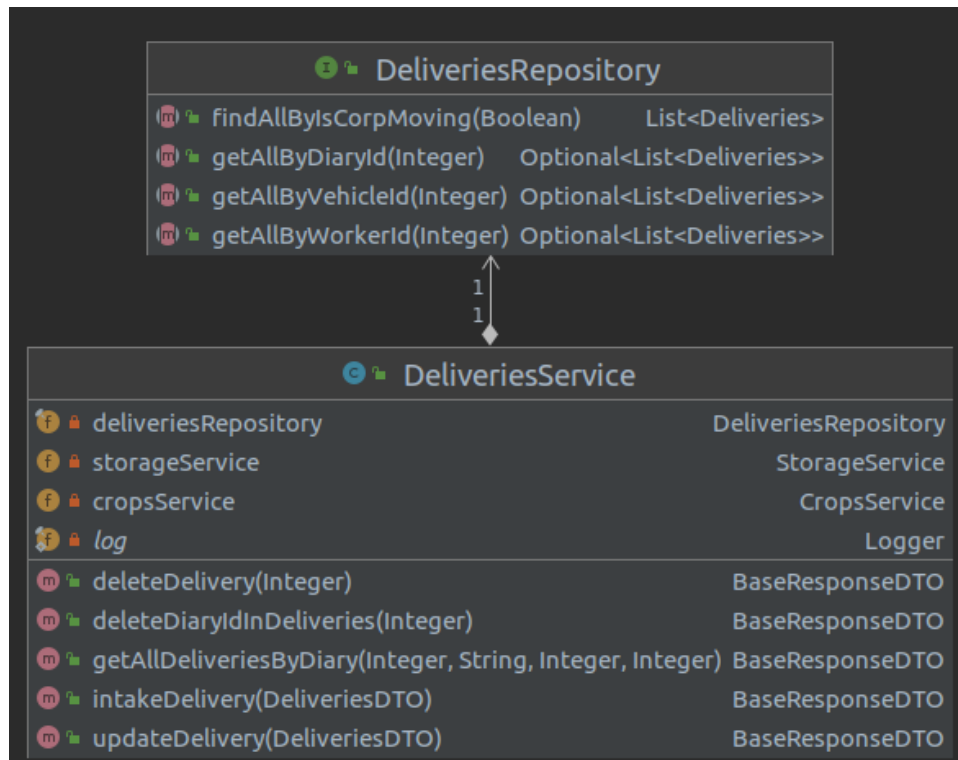 DeliveriesRepository
findAllByIsCorpMoving(Boolean) List<Deliveries>
getAllByDiaryId(Integer) Optional<List<Deliveries>>
getAllByVehicleId(Integer) Optional<List<Deliveries>>
getAllByWorkerId(Integer) Optional<List<Deliveries>>
1
1
DeliveriesService
deliveriesRepository DeliveriesRepository
storageService StorageService
cropsService CropsService
log Logger
deleteDelivery(Integer) BaseResponseDTO
deleteDiaryIdInDeliveries(Integer) BaseResponseDTO
getAllDeliveriesByDiary(Integer, String, Integer, Integer) BaseResponseDTO
intakeDelivery(DeliveriesDTO) BaseResponseDTO
updateDelivery(DeliveriesDTO) BaseResponseDTO